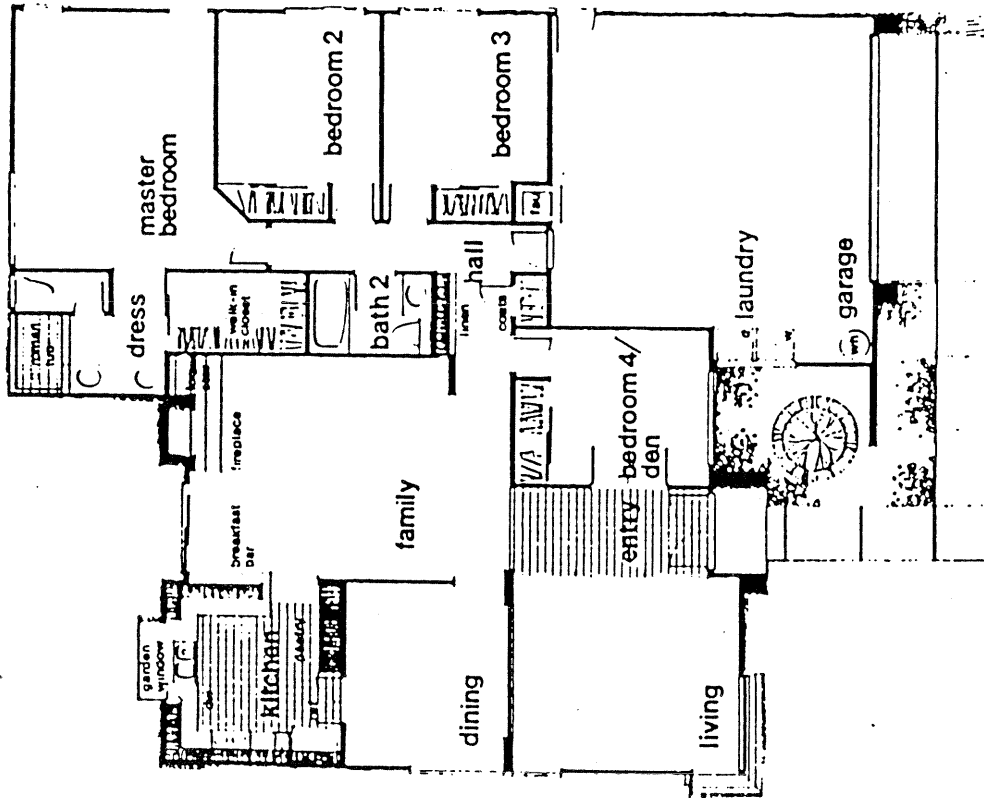 master
bedroom
bedroom 2
bedroom 3
roman
tub
dress
walk-in
closet
bath 2
linen
hall
coats
laundry
garage
(wh)
fireplace
breakfast
bar
family
bedroom 4/
den
entry
garden
window
kitchen
pantry
dining
living